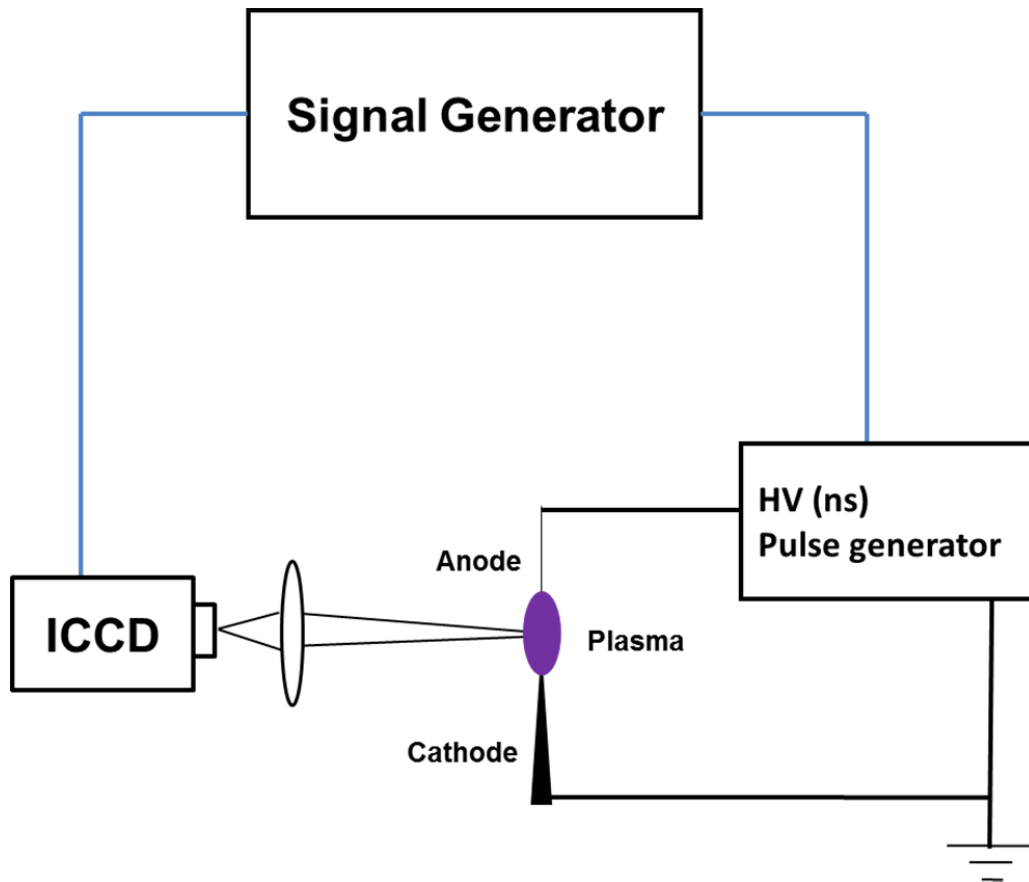 Signal Generator
HV (ns)
Pulse generator
Anode
ICCD
Plasma
Cathode